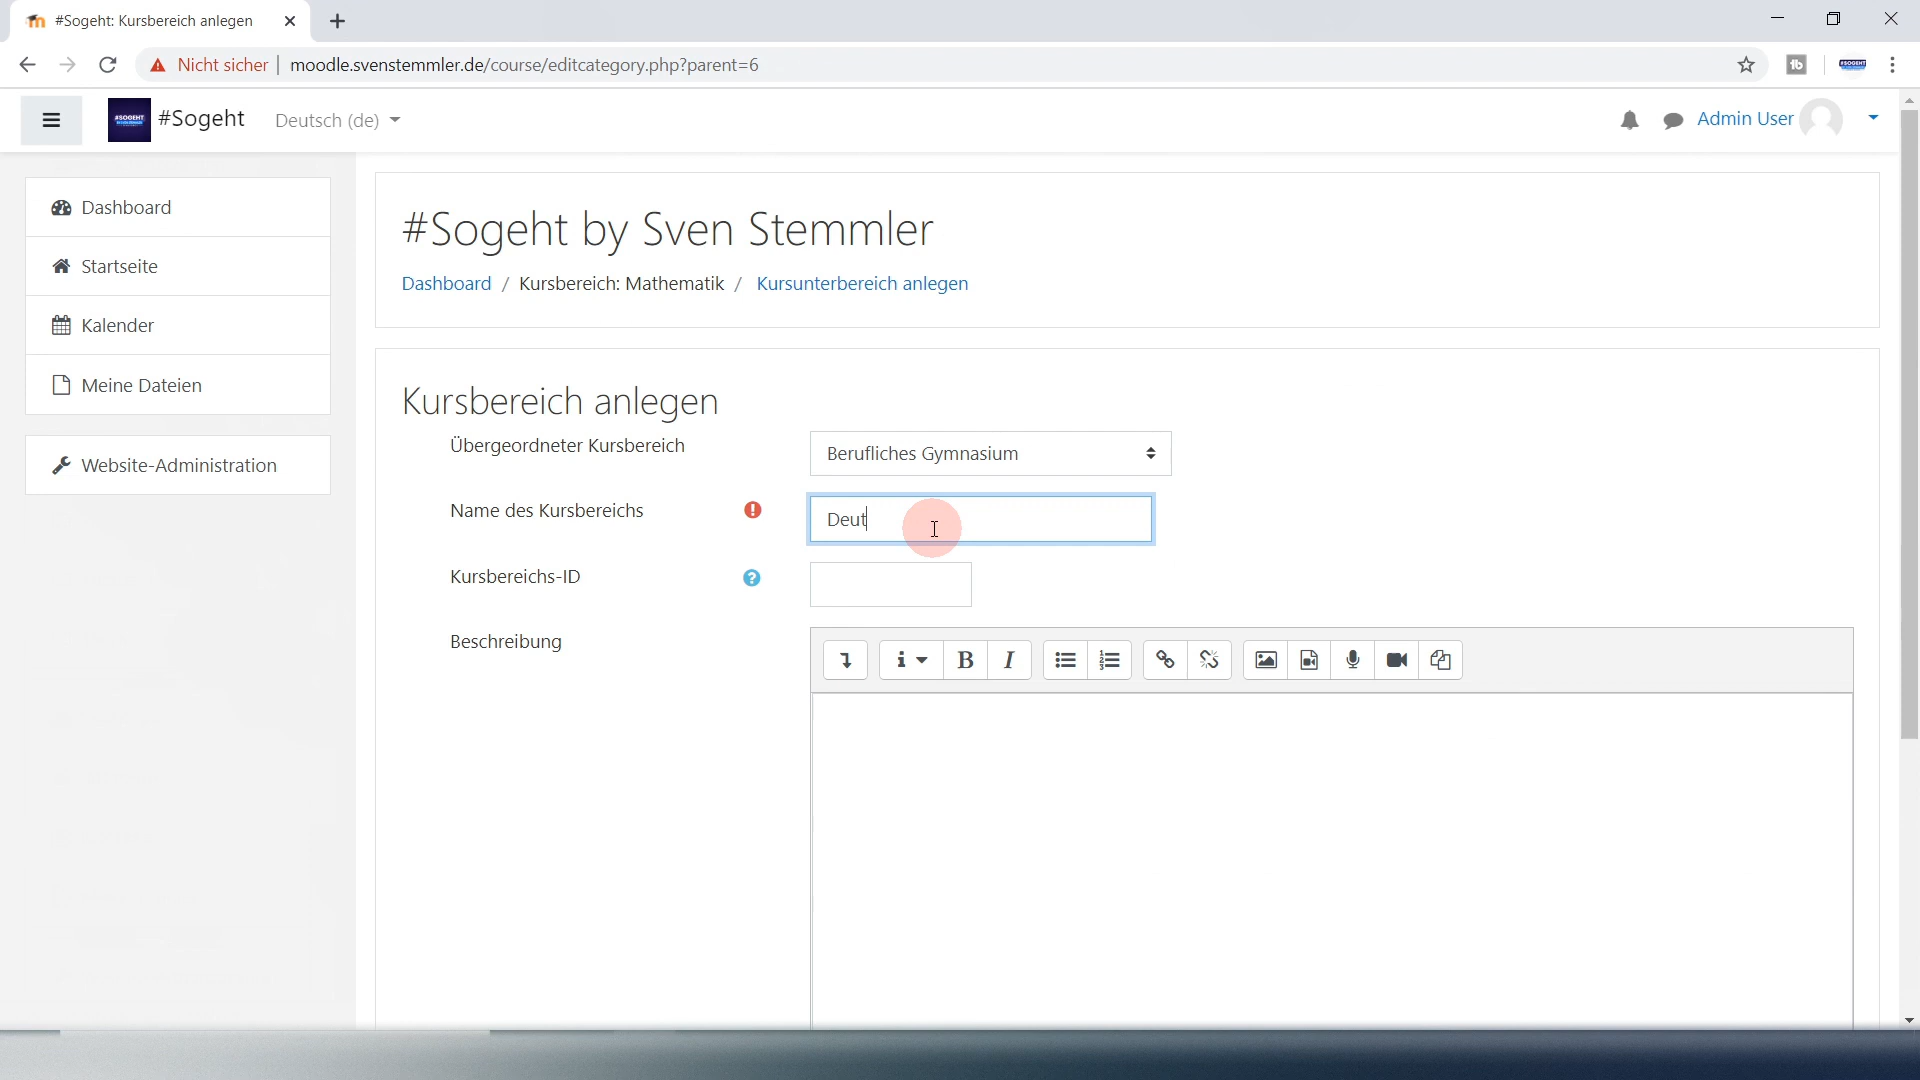 #Sogeht: Kursbereich anlegen
Nicht sicher
moodle.svenstemmler.de/course/editcategory.php?parent=6
#SOGEHT
#SOGEHT
#Sogeht
Deutsch (de)
Admin User
Dashboard
Startseite
Kalender
Meine Dateien
Website-Administration
#Sogeht by Sven Stemmler
Dashboard / Kursbereich: Mathematik / Kursunterbereich anlegen
Kursbereich anlegen
Übergeordneter Kursbereich
Berufliches Gymnasium
Name des Kursbereichs
Deut
Kursbereichs-ID
Beschreibung
B I